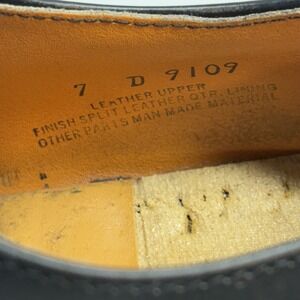 7 D 9109
LEATHER UPPER
FINISH SPLIT LEATHER QTR. LINING
OTHER PARTS MAN MADE MATERIAL